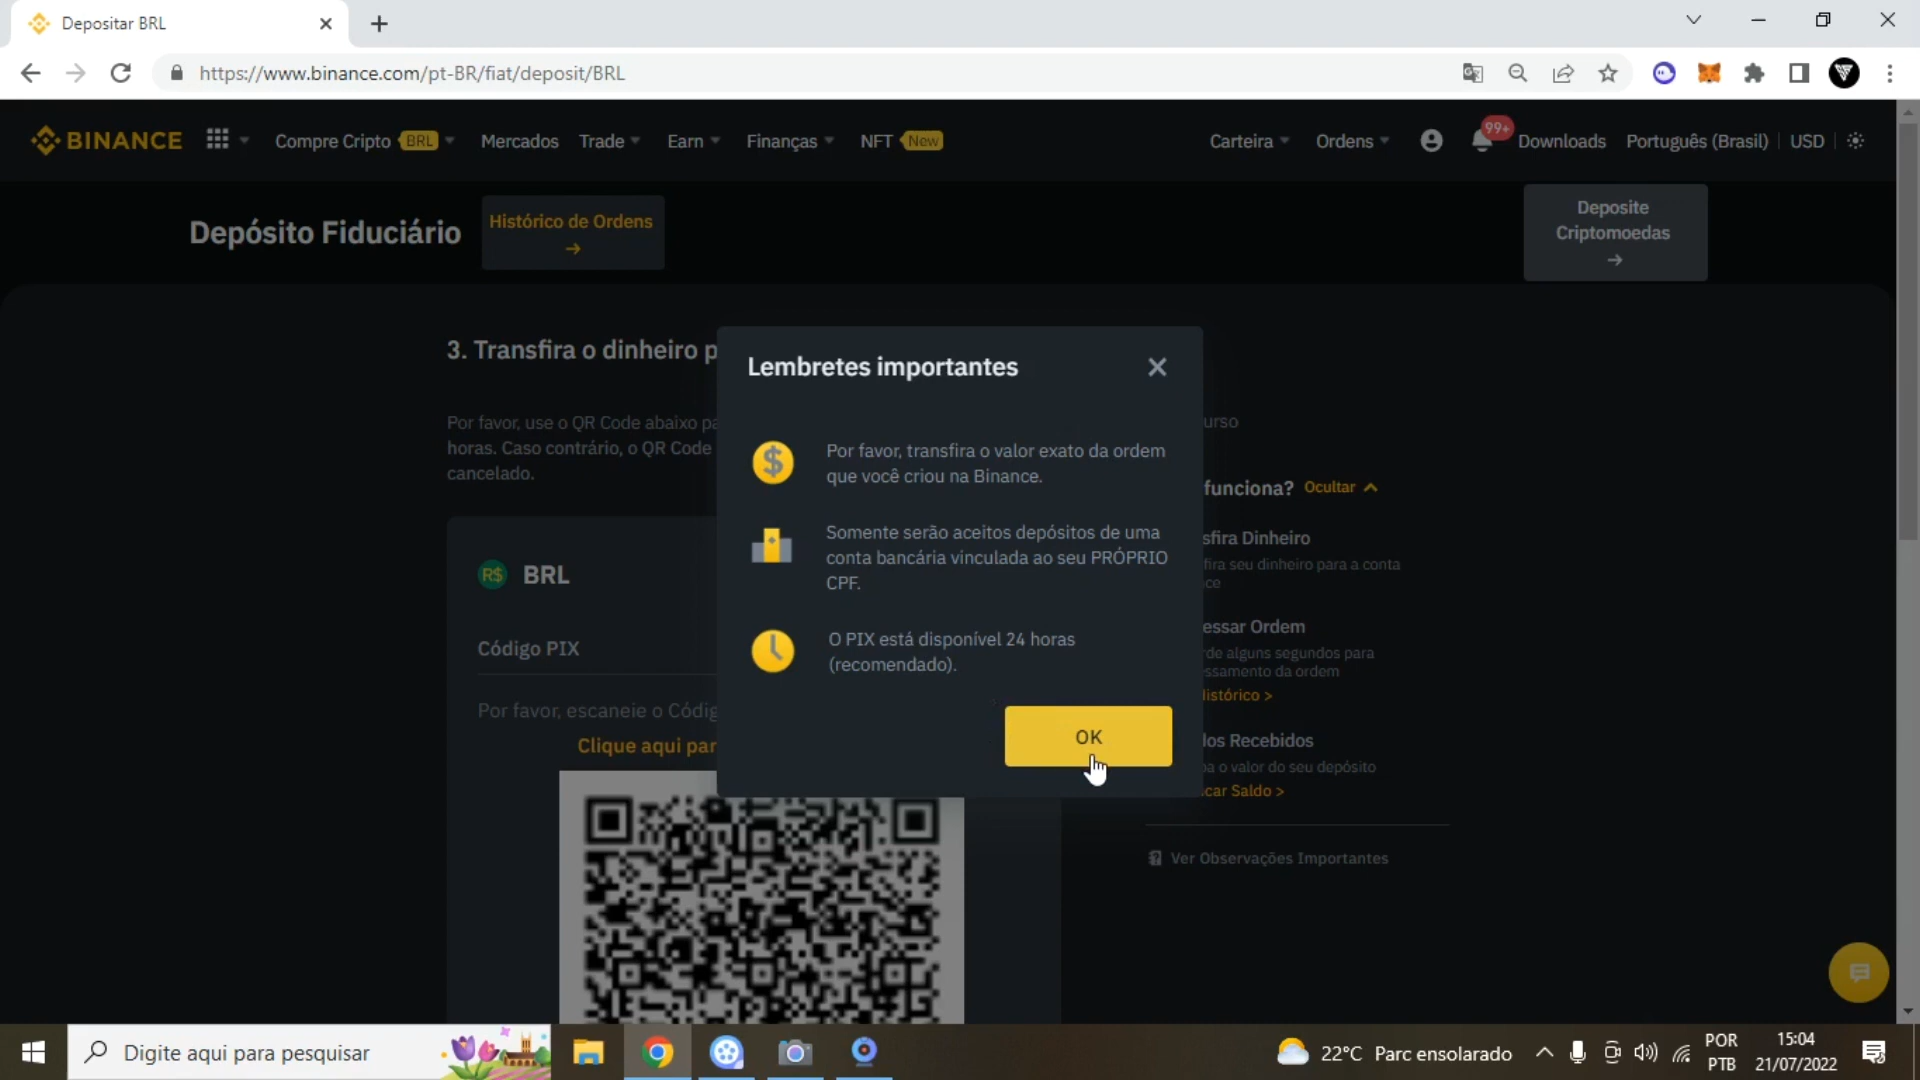 Depositar BRL
https://www.binance.com/pt-BR/fiat/deposit/BRL
BINANCE
Compre Cripto BRL
Mercados
Trade
Earn
Finanças
NFT New
Carteira
Ordens
99+
Downloads
Português (Brasil)
USD
Depósito Fiduciário
Histórico de Ordens
→
Deposite
Criptomoedas
→
3. Transfira o dinheiro p
Por favor, use o QR Code abaixo pa
horas. Caso contrário, o QR Code
cancelado.
R$ BRL
Código PIX
Por favor, escaneie o Códig
Clique aqui par
Lembretes importantes
Por favor, transfira o valor exato da ordem
que você criou na Binance.
Somente serão aceitos depósitos de uma
conta bancária vinculada ao seu PRÓPRIO
CPF.
O PIX está disponível 24 horas
(recomendado).
OK
urso
funciona? Ocultar
sfira Dinheiro
fira seu dinheiro para a conta
ce
essar Ordem
rde alguns segundos para
ssamento da ordem
Histórico >
los Recebidos
a o valor do seu depósito
car Saldo >
Ver Observações Importantes
Digite aqui para pesquisar
22°C Parc ensolarado
POR
PTB
15:04
21/07/2022